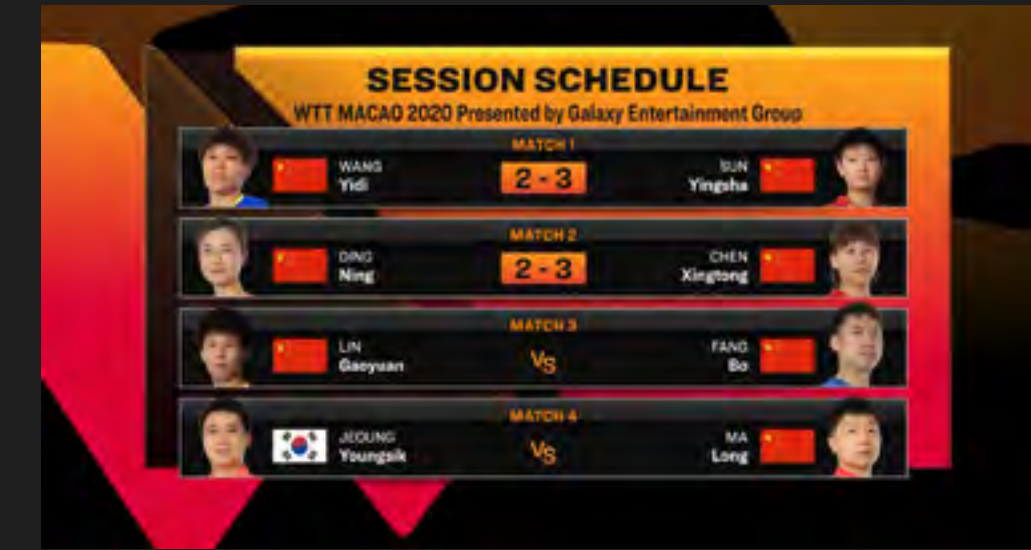 SESSION SCHEDULE
WTT MACAO 2020 Presented by Galaxy Entertainment Group
MATCH 1
WANG
Yidi
2 - 3
SUN
Yingsha
MATCH 2
DING
Ning
2 - 3
CHEN
Xingtong
MATCH 3
LIN
Gaoyuan
VS
FANG
Bo
MATCH 4
JEOUNG
Youngsik
VS
MA
Long